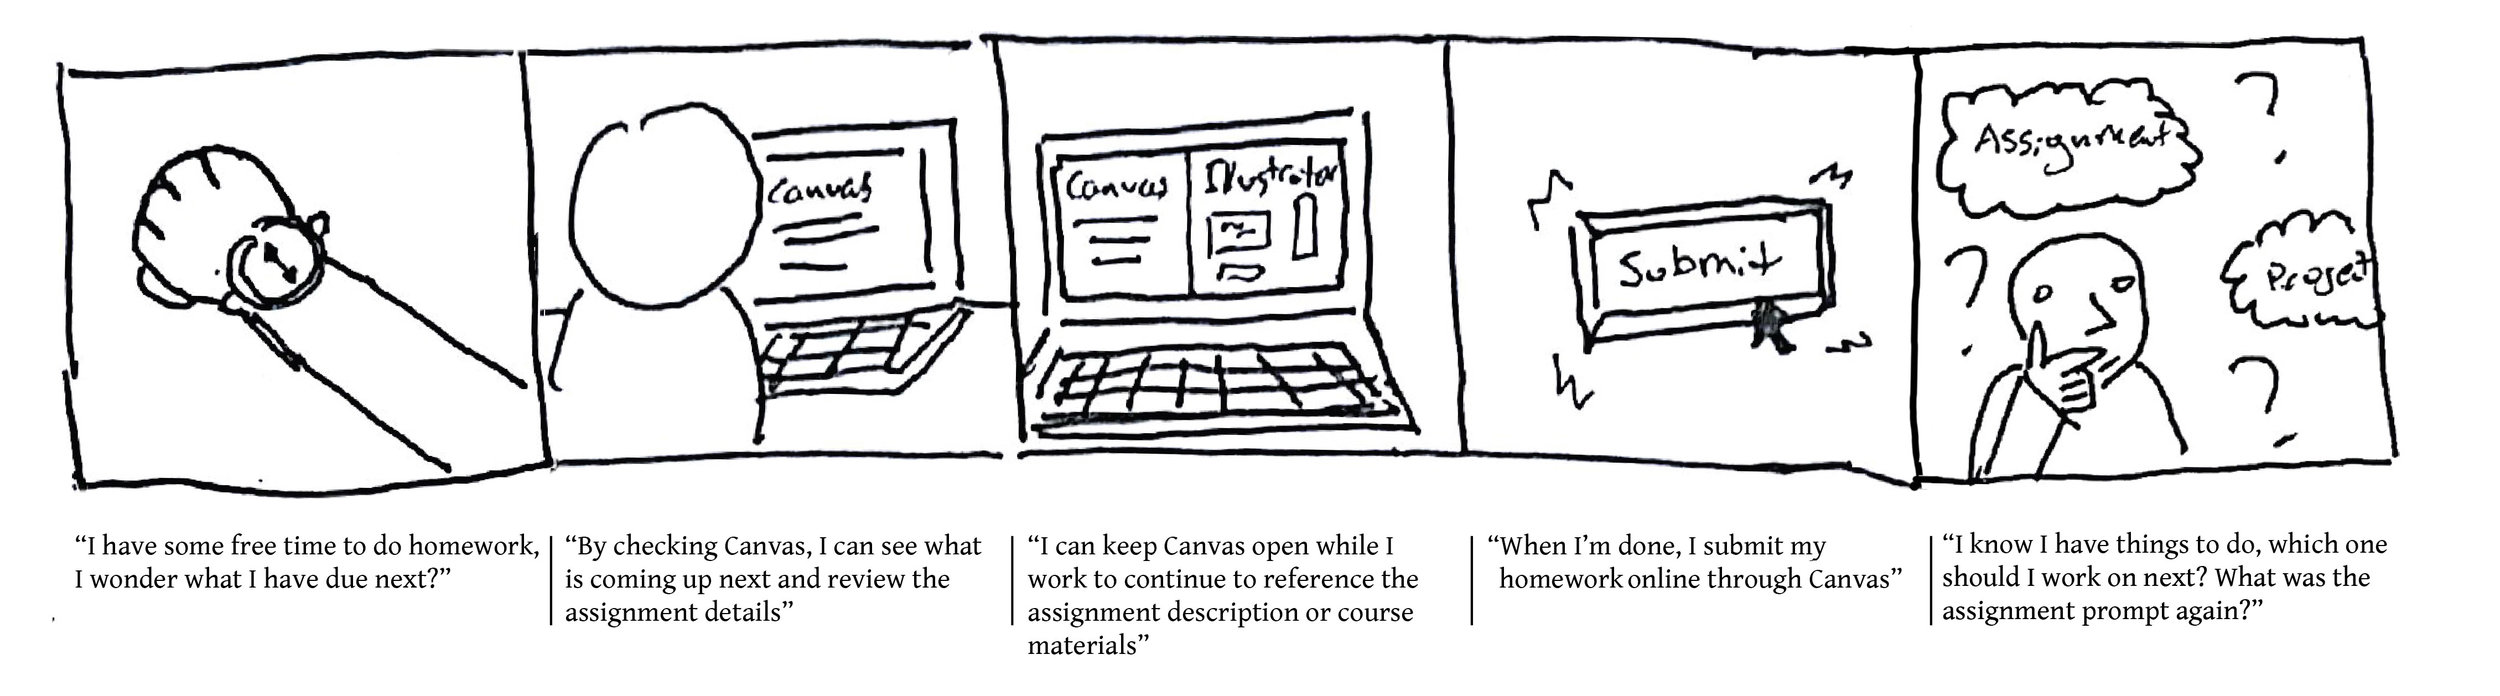 Canvas
Canvas
Illustrator
Submit
Assignment
Project
?
?
?
“I have some free time to do homework,
I wonder what I have due next?”
“By checking Canvas, I can see what
is coming up next and review the
assignment details”
“I can keep Canvas open while I
work to continue to reference the
assignment description or course
materials”
“When I’m done, I submit my
homework online through Canvas”
“I know I have things to do, which one
should I work on next? What was the
assignment prompt again?”